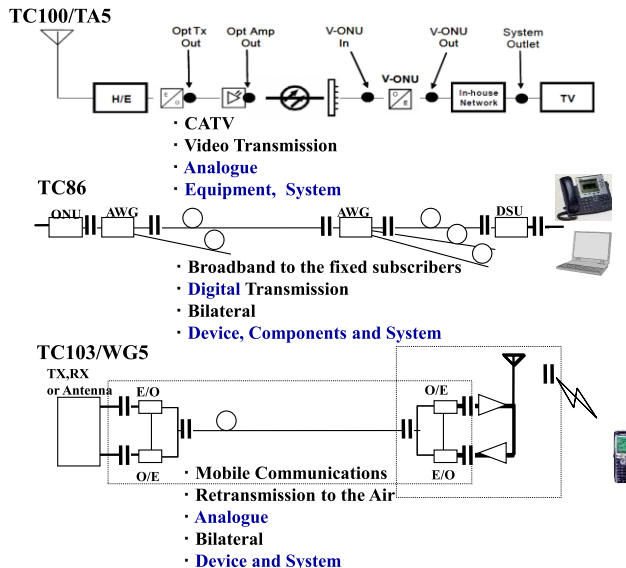 TC100/TA5
Opt Tx Out
Opt Amp Out
V-ONU In
V-ONU Out
System Outlet
H/E
E
O
V-ONU
O
E
In-house Network
TV
・CATV
・Video Transmission
・Analogue
・Equipment, System
TC86
ONU
AWG
AWG
DSU
・Broadband to the fixed subscribers
・Digital Transmission
・Bilateral
・Device, Components and System
TC103/WG5
TX,RX
or Antenna
E/O
O/E
O/E
E/O
・Mobile Communications
・Retransmission to the Air
・Analogue
・Bilateral
・Device and System